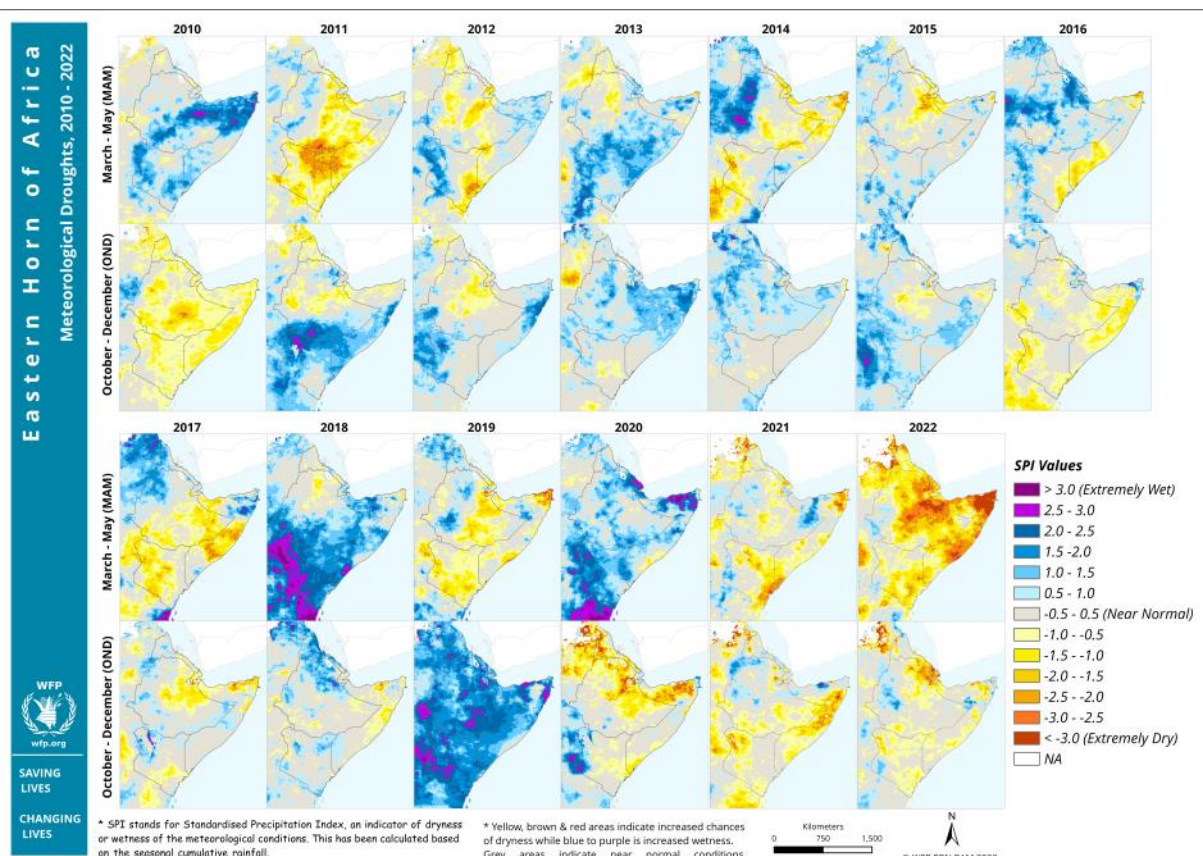 Eastern Horn of Africa
Meteorological Droughts, 2010 - 2022
2010
2011
2012
2013
2014
2015
2016
March - May (MAM)
October - December (OND)
2017
2018
2019
2020
2021
2022
March - May (MAM)
October - December (OND)
SPI Values
> 3.0 (Extremely Wet)
2.5 - 3.0
2.0 - 2.5
1.5 -2.0
1.0 - 1.5
0.5 - 1.0
-0.5 - 0.5 (Near Normal)
-1.0 - -0.5
-1.5 - -1.0
-2.0 - -1.5
-2.5 - -2.0
-3.0 - -2.5
< -3.0 (Extremely Dry)
NA
WFP
wfp.org
SAVING
LIVES
CHANGING
LIVES
* SPI stands for Standardised Precipitation Index, an indicator of dryness
or wetness of the meteorological conditions. This has been calculated based
on the seasonal cumulative rainfall.
* Yellow, brown & red areas indicate increased chances
of dryness while blue to purple is increased wetness.
Grey areas indicate near normal conditions
Kilometers
0 750 1,500
N
© WFP